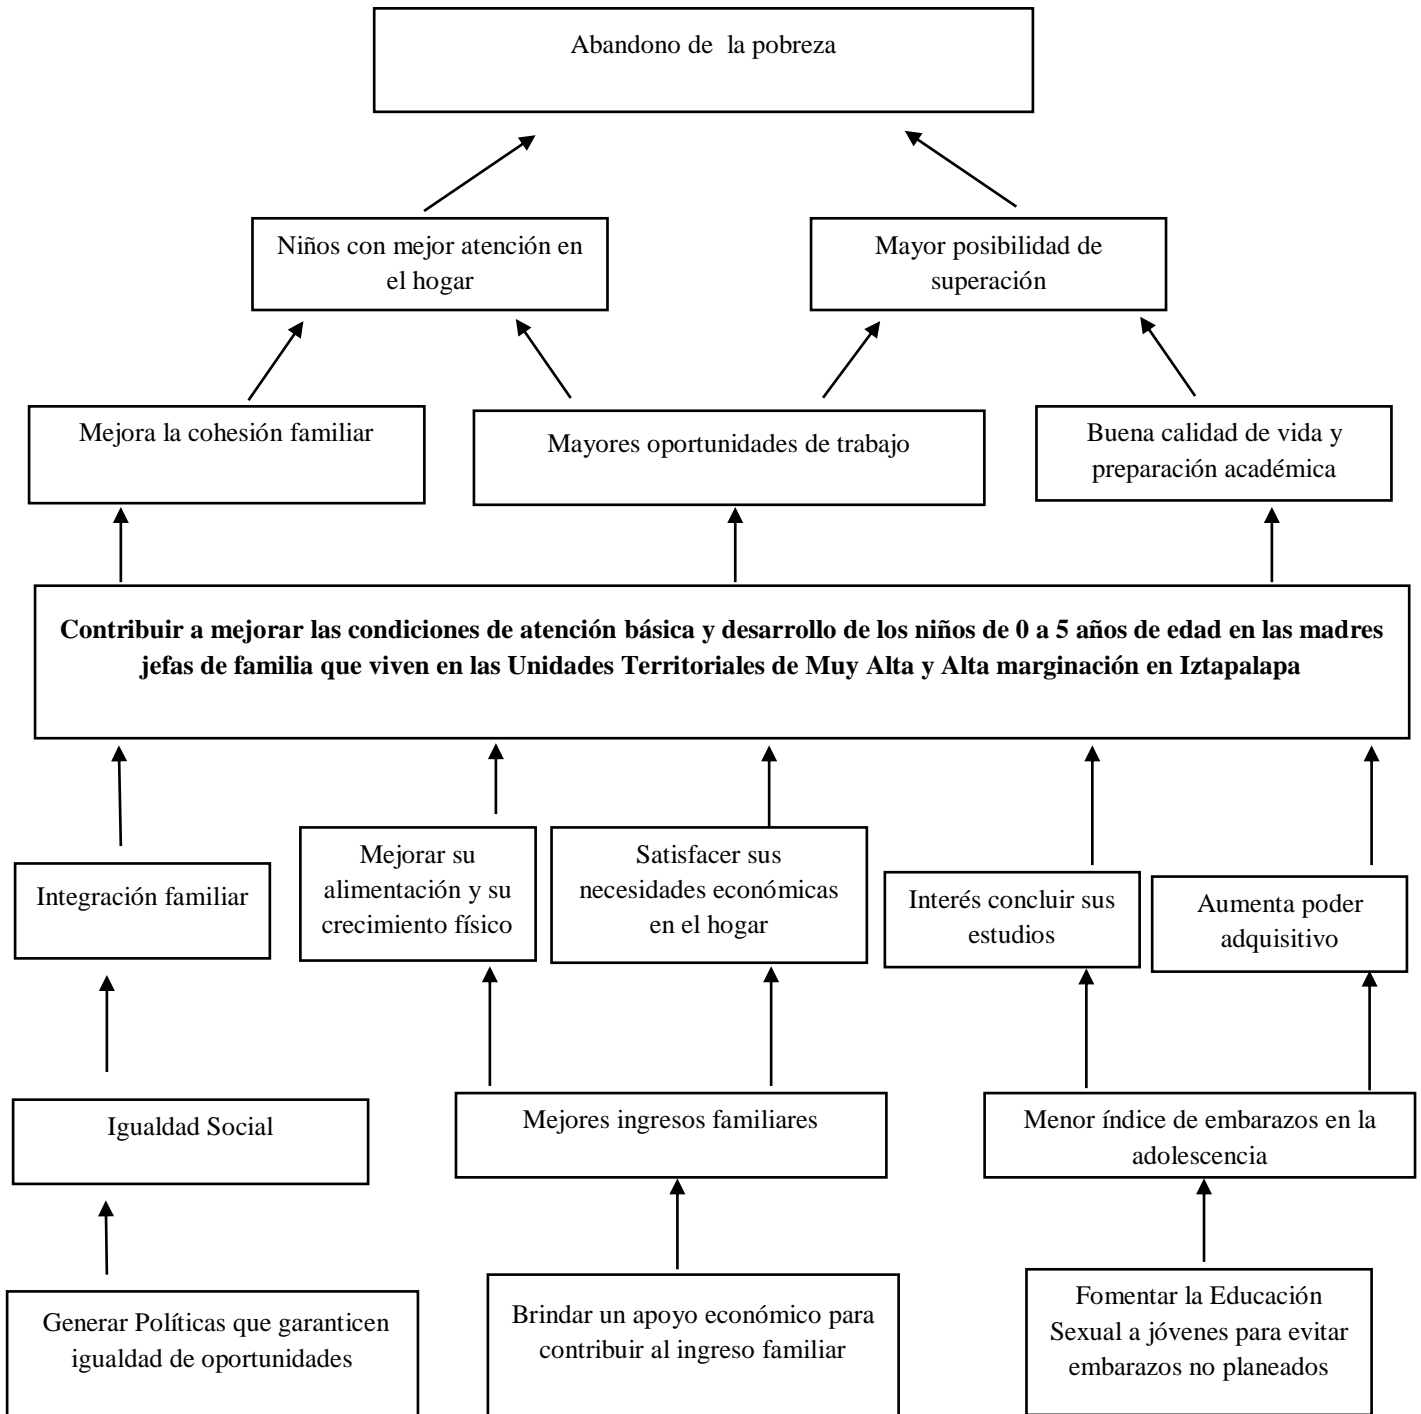 Abandono de la pobreza
Niños con mejor atención en
el hogar
Mayor posibilidad de
superación
Mejora la cohesión familiar
Mayores oportunidades de trabajo
Buena calidad de vida y
preparación académica
Contribuir a mejorar las condiciones de atención básica y desarrollo de los niños de 0 a 5 años de edad en las madres
jefas de familia que viven en las Unidades Territoriales de Muy Alta y Alta marginación en Iztapalapa
Integración familiar
Mejorar su
alimentación y su
crecimiento físico
Satisfacer sus
necesidades económicas
en el hogar
Interés concluir sus
estudios
Aumenta poder
adquisitivo
Igualdad Social
Mejores ingresos familiares
Menor índice de embarazos en la
adolescencia
Generar Políticas que garanticen
igualdad de oportunidades
Brindar un apoyo económico para
contribuir al ingreso familiar
Fomentar la Educación
Sexual a jóvenes para evitar
embarazos no planeados